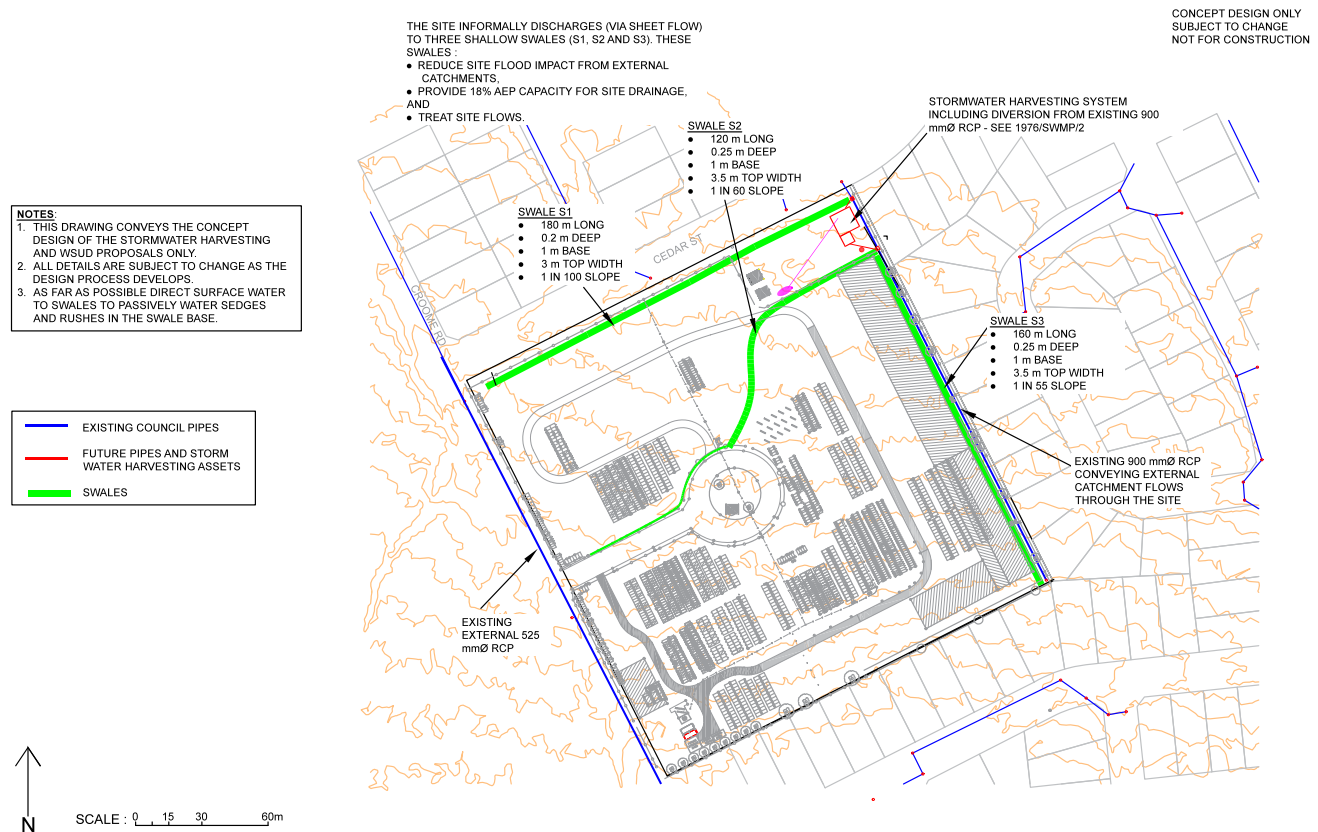 CONCEPT DESIGN ONLY
SUBJECT TO CHANGE
NOT FOR CONSTRUCTION
THE SITE INFORMALLY DISCHARGES (VIA SHEET FLOW)
TO THREE SHALLOW SWALES (S1, S2 AND S3). THESE
SWALES :
● REDUCE SITE FLOOD IMPACT FROM EXTERNAL
CATCHMENTS,
● PROVIDE 18% AEP CAPACITY FOR SITE DRAINAGE,
AND
● TREAT SITE FLOWS.
STORMWATER HARVESTING SYSTEM
INCLUDING DIVERSION FROM EXISTING 900
mmØ RCP - SEE 1976/SWMP/2
SWALE S2
● 120 m LONG
● 0.25 m DEEP
● 1 m BASE
● 3.5 m TOP WIDTH
● 1 IN 60 SLOPE
SWALE S1
● 180 m LONG
● 0.2 m DEEP
● 1 m BASE
● 3 m TOP WIDTH
● 1 IN 100 SLOPE
CEDAR ST
CROOME RD
NOTES:
1. THIS DRAWING CONVEYS THE CONCEPT
DESIGN OF THE STORMWATER HARVESTING
AND WSUD PROPOSALS ONLY.
2. ALL DETAILS ARE SUBJECT TO CHANGE AS THE
DESIGN PROCESS DEVELOPS.
3. AS FAR AS POSSIBLE DIRECT SURFACE WATER
TO SWALES TO PASSIVELY WATER SEDGES
AND RUSHES IN THE SWALE BASE.
SWALE S3
● 160 m LONG
● 0.25 m DEEP
● 1 m BASE
● 3.5 m TOP WIDTH
● 1 IN 55 SLOPE
EXISTING COUNCIL PIPES
FUTURE PIPES AND STORM
WATER HARVESTING ASSETS
SWALES
EXISTING 900 mmØ RCP
CONVEYING EXTERNAL
CATCHMENT FLOWS
THROUGH THE SITE
EXISTING
EXTERNAL 525
mmØ RCP
N
SCALE : 0 15 30 60m